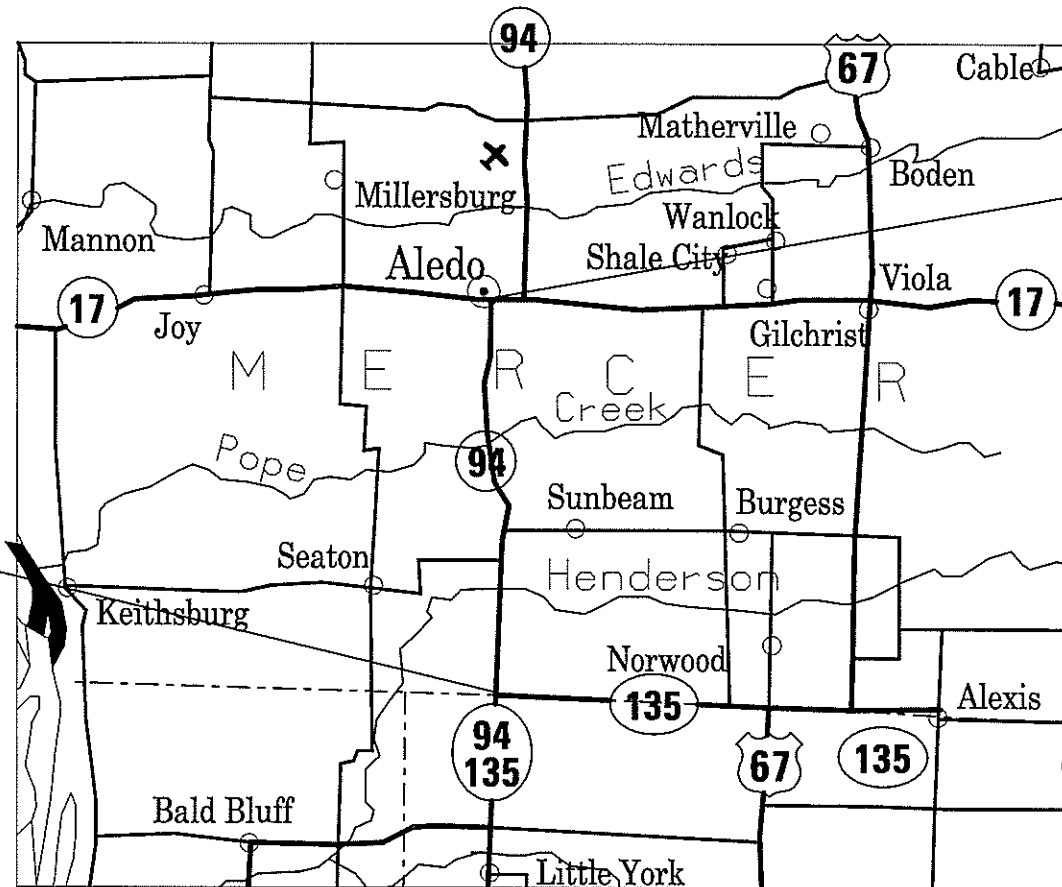 94
67
Cable
Matherville
Edwards
Boden
Millersburg
Wanlock
Mannon
Shale City
Aledo
Viola
17
17
Joy
Gilchrist
M E R C E R
Creek
Pope
94
Sunbeam
Burgess
Seaton
Henderson
Keithsburg
Norwood
135
Alexis
94
135
67
135
Bald Bluff
Little York